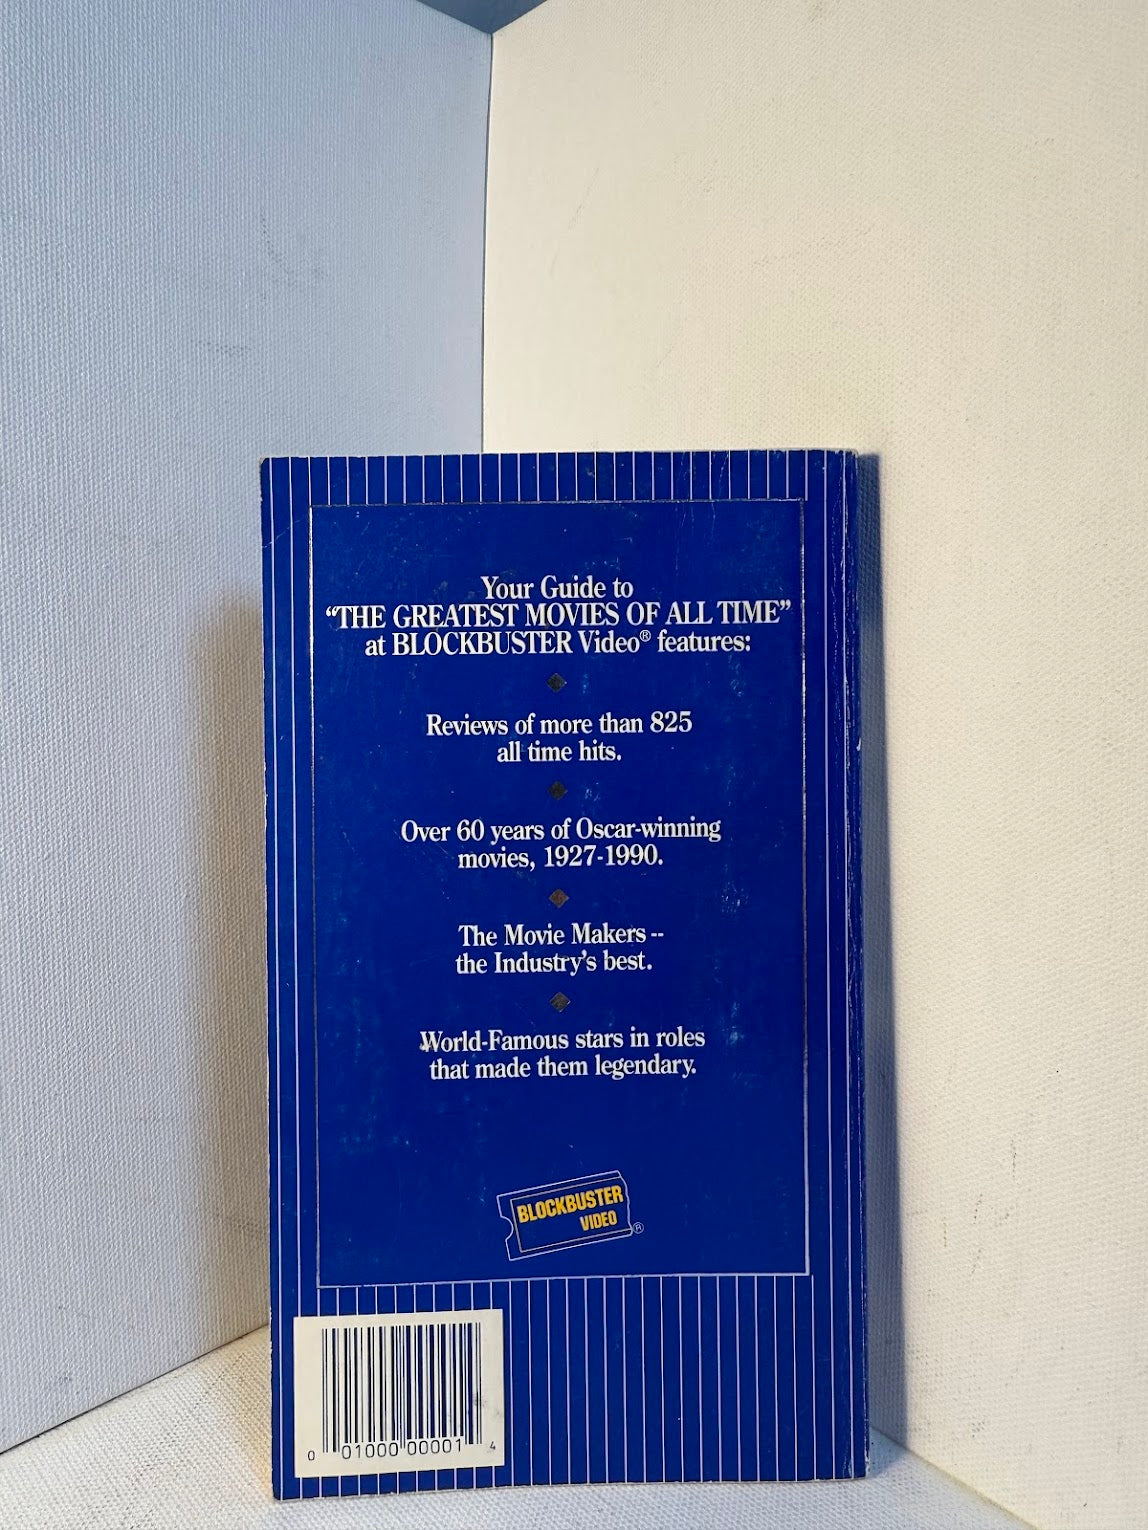 Your Guide to
“THE GREATEST MOVIES OF ALL TIME”
at BLOCKBUSTER Video® features:
Reviews of more than 825
all time hits.
Over 60 years of Oscar-winning
movies, 1927-1990.
The Movie Makers --
the Industry’s best.
World-Famous stars in roles
that made them legendary.
BLOCKBUSTER
VIDEO ®
0 01000 00001 4